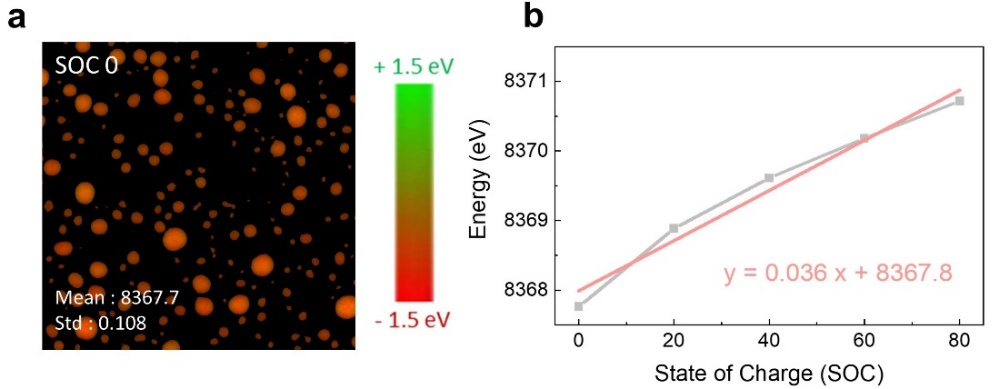 a
SOC 0
Mean : 8367.7
Std : 0.108
+ 1.5 eV
- 1.5 eV
b
Energy (eV)
8371
8370
8369
8368
y = 0.036 x + 8367.8
0 20 40 60 80
State of Charge (SOC)